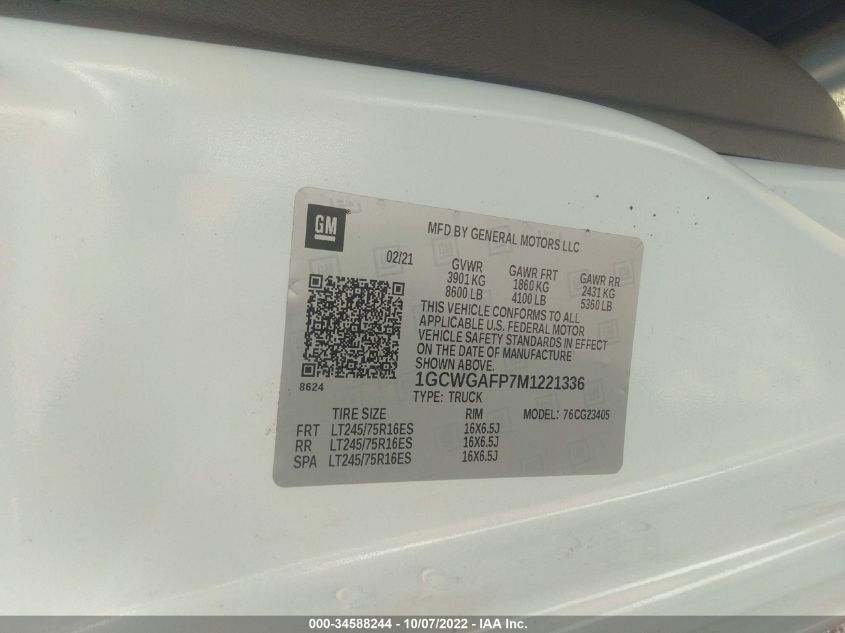 GM
MFD BY GENERAL MOTORS LLC
02/21
GVWR GAWR FRT GAWR RR
3901 KG 1860 KG 2431 KG
8600 LB 4100 LB 5360 LB
THIS VEHICLE CONFORMS TO ALL
APPLICABLE U.S. FEDERAL MOTOR
VEHICLE SAFETY STANDARDS IN EFFECT
ON THE DATE OF MANUFACTURE
SHOWN ABOVE.
8624
1GCWGAFP7M1221336
TYPE: TRUCK
TIRE SIZE RIM MODEL: 76CG23405
FRT LT245/75R16ES 16X6.5J
RR LT245/75R16ES 16X6.5J
SPA LT245/75R16ES 16X6.5J
000-34588244 - 10/07/2022 - www.iaai.com